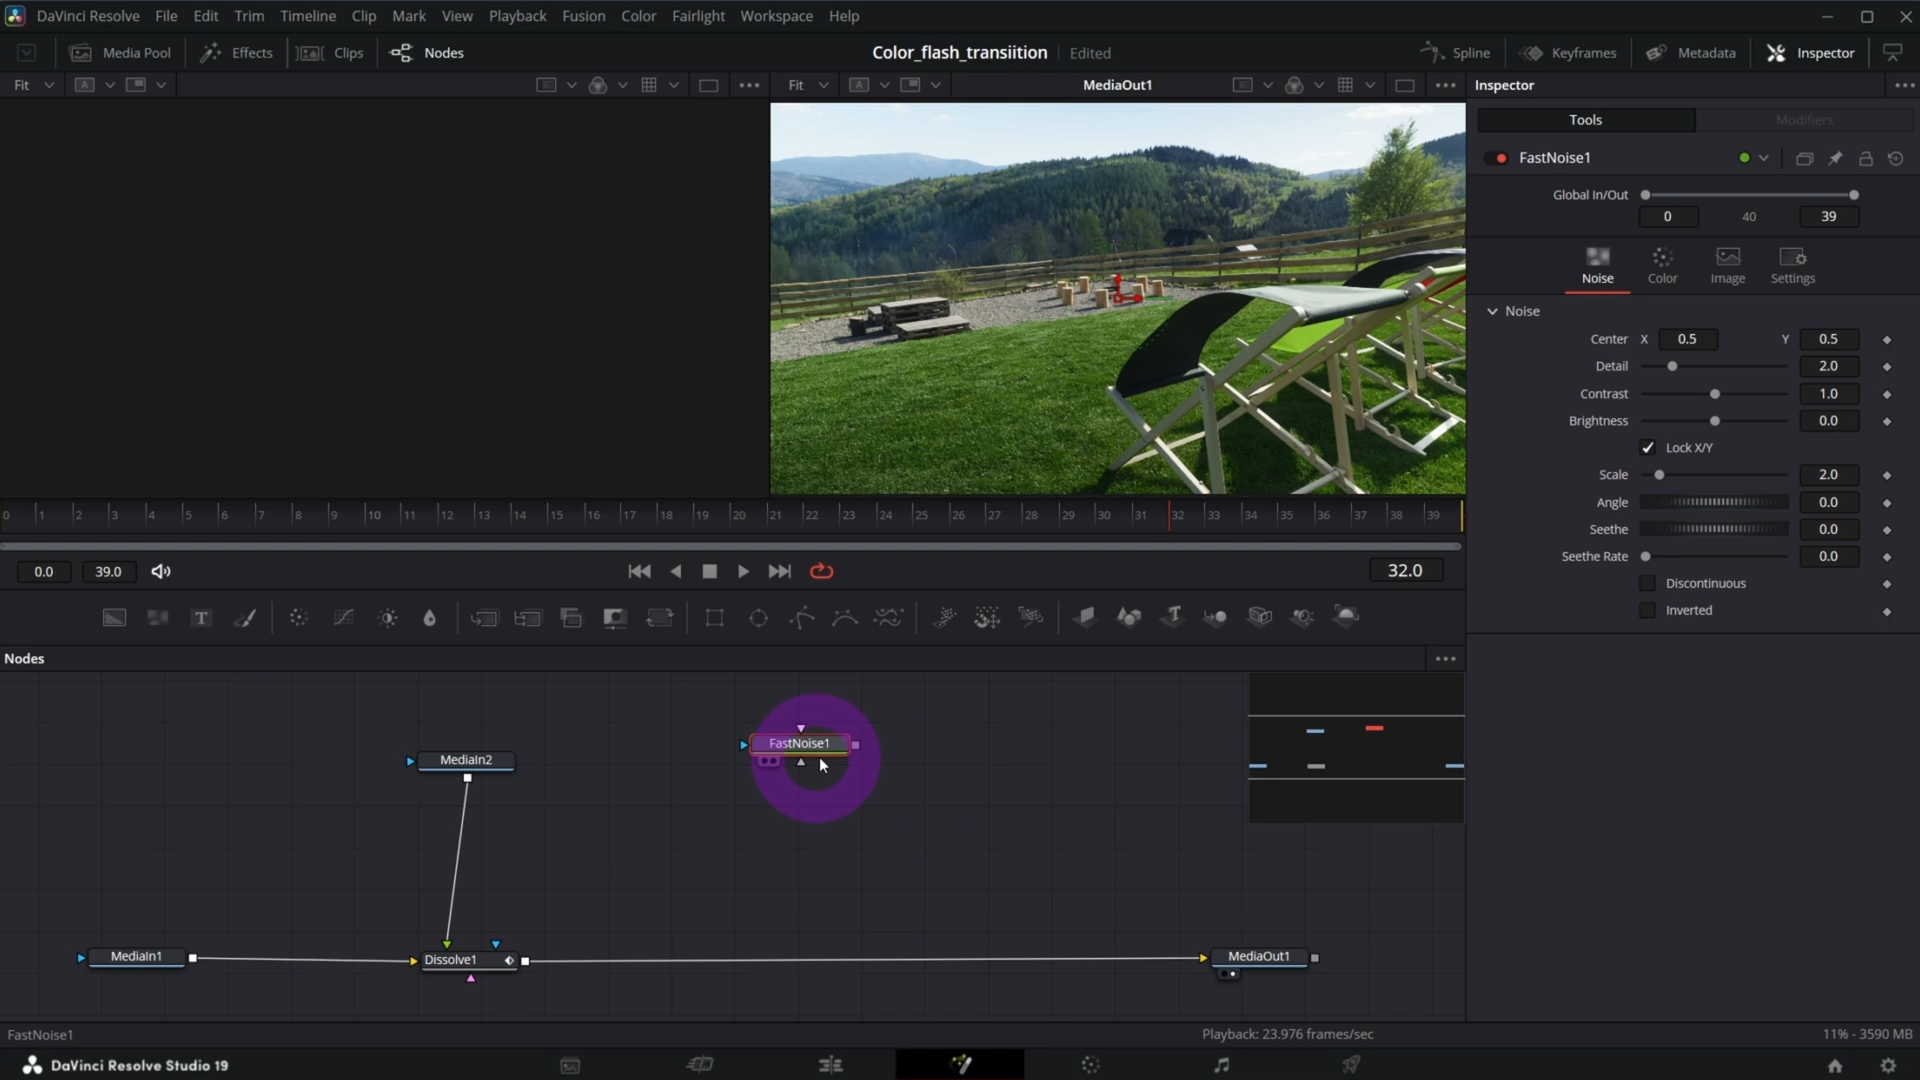 DaVinci Resolve File Edit Trim Timeline Clip Mark View Playback Fusion Color Fairlight Workspace Help
Media Pool Effects Clips Nodes Color_flash_transiition Edited Spline Keyframes Metadata Inspector
Fit A Fit A MediaOut1 Inspector
Tools Modifiers
FastNoise1
Global In/Out
0 40 39
Noise Color Image Settings
Noise
Center X 0.5 Y 0.5
Detail 2.0
Contrast 1.0
Brightness 0.0
Lock X/Y
Scale 2.0
Angle 0.0
Seethe 0.0
Seethe Rate 0.0
Discontinuous
Inverted
0 1 2 3 4 5 6 7 8 9 10 11 12 13 14 15 16 17 18 19 20 21 22 23 24 25 26 27 28 29 30 31 32 33 34 35 36 37 38 39
0.0 39.0 32.0
T T
Nodes
FastNoise1
MediaIn2
MediaIn1 Dissolve1 MediaOut1
FastNoise1 Playback: 23.976 frames/sec 11% - 3590 MB
DaVinci Resolve Studio 19